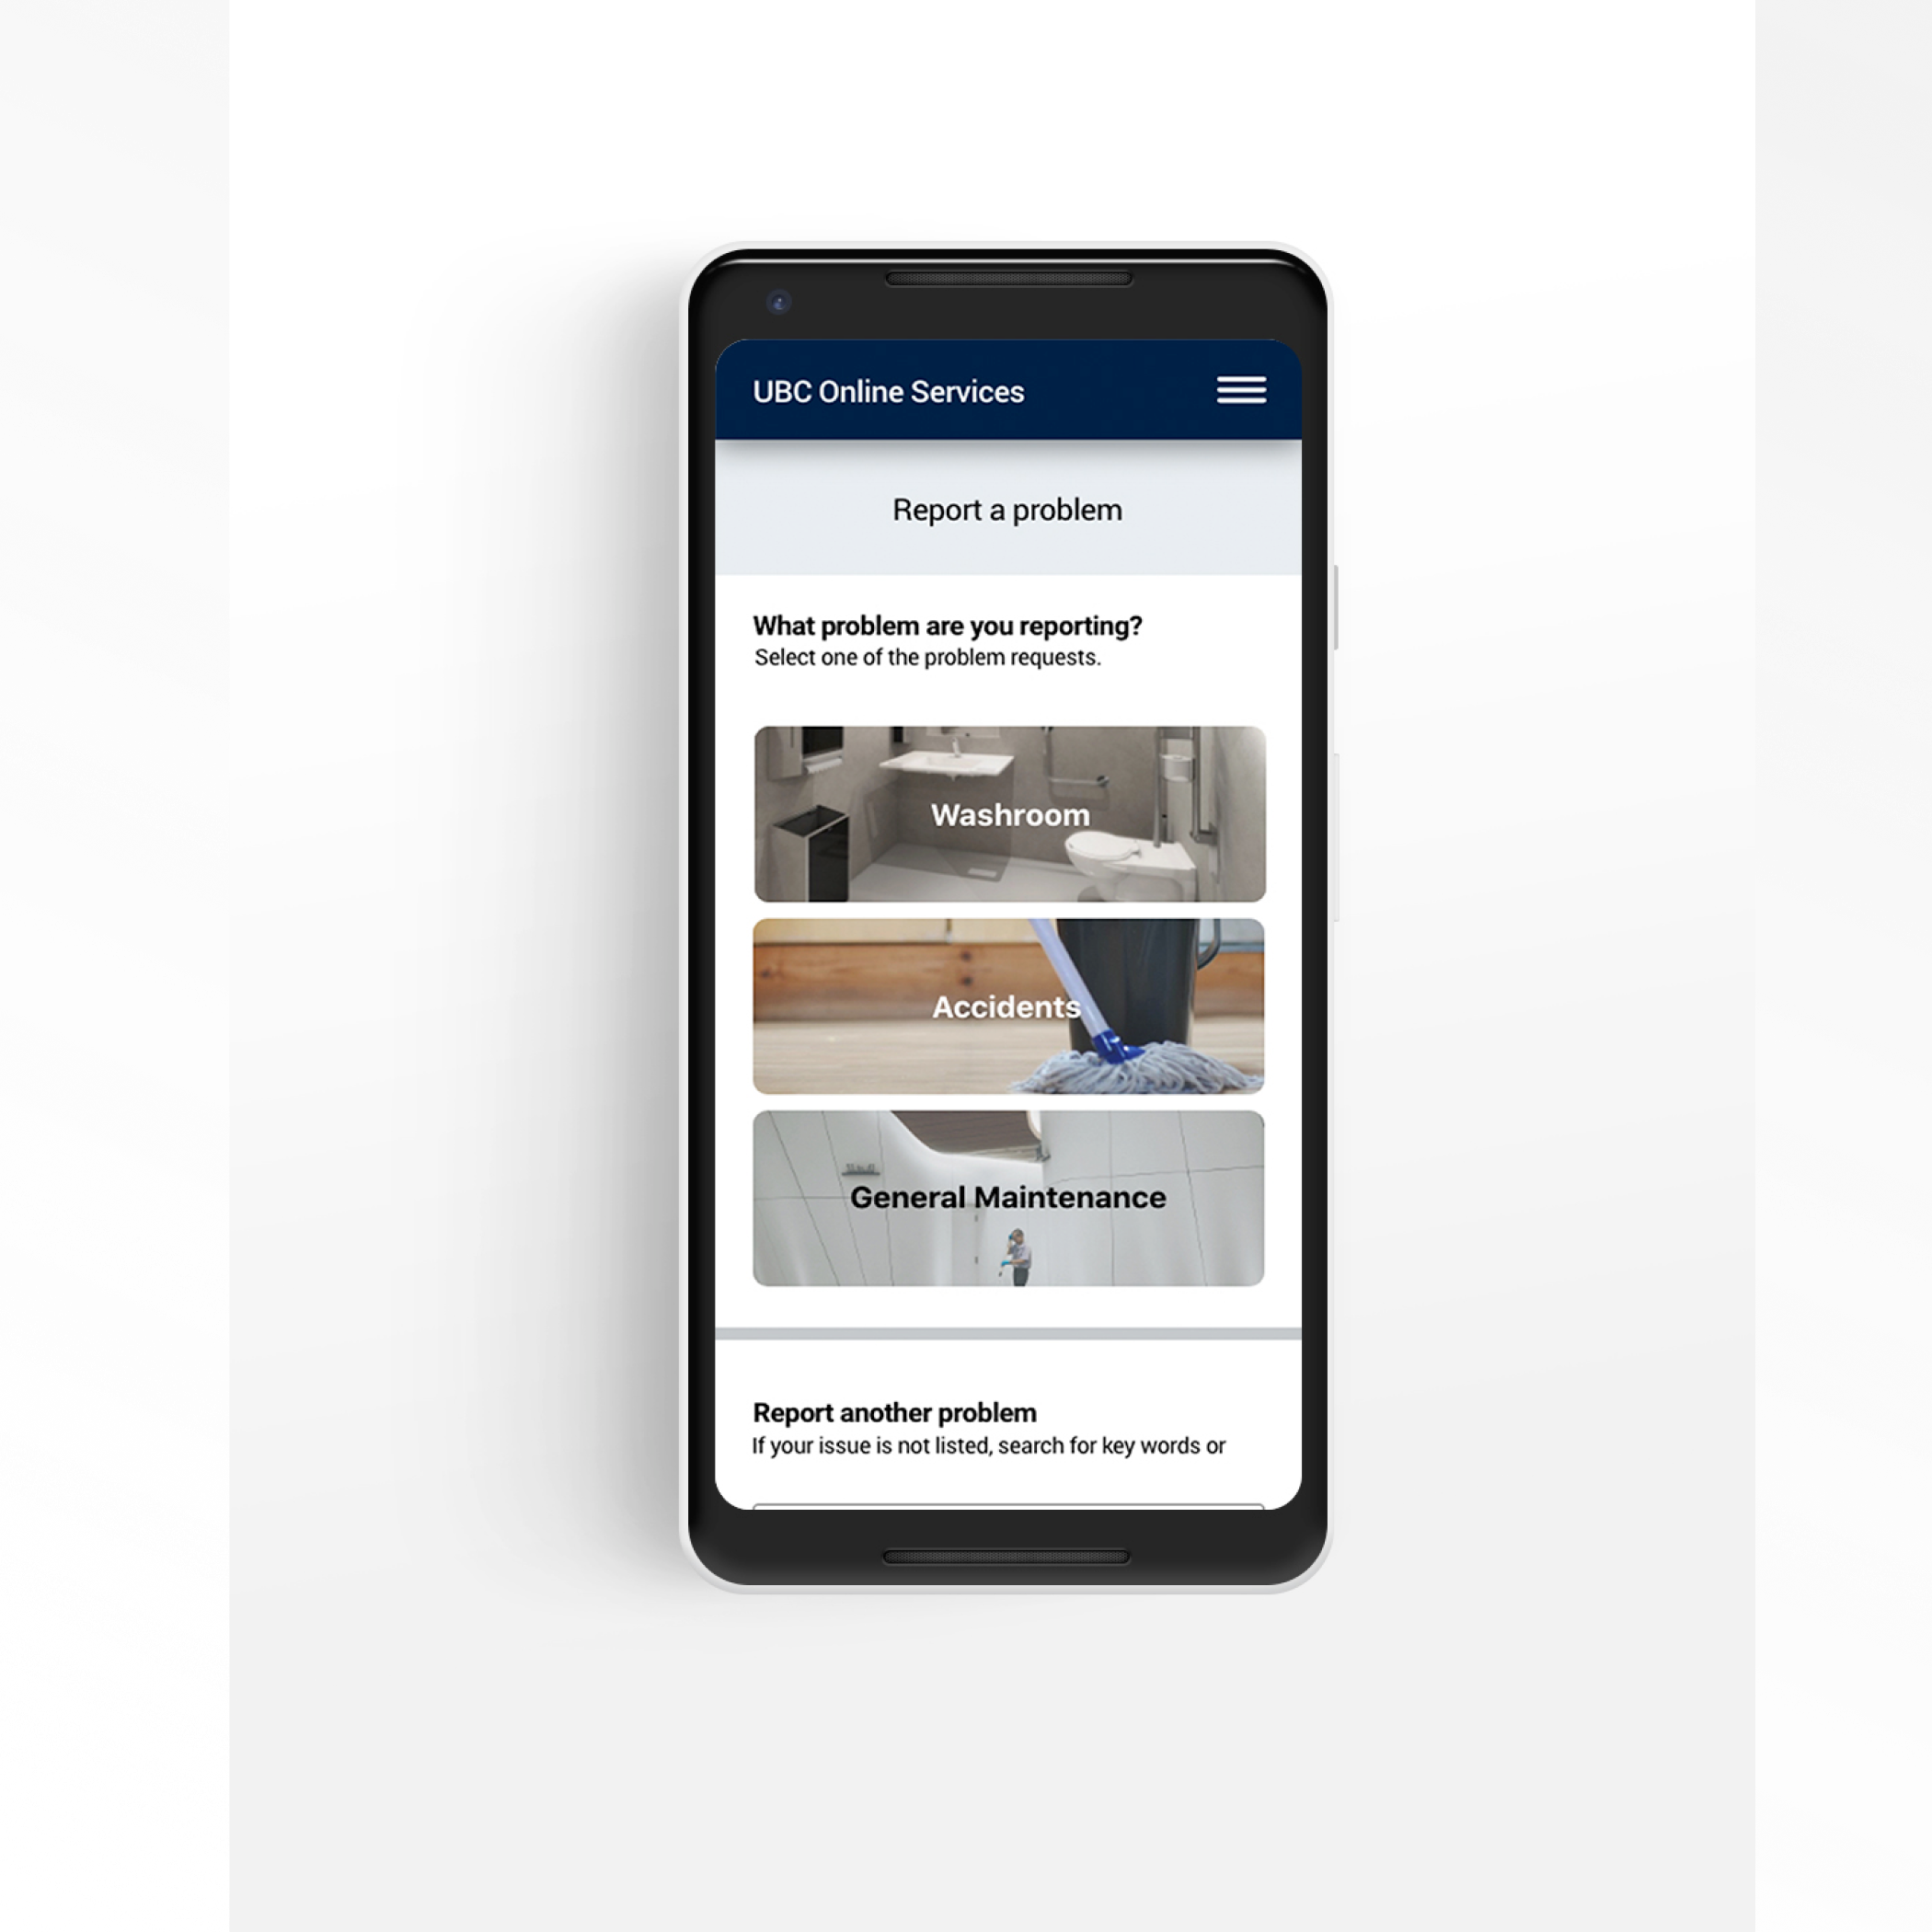 UBC Online Services
Report a problem
What problem are you reporting?
Select one of the problem requests.
Washroom
Accidents
General Maintenance
Report another problem
If your issue is not listed, search for key words or